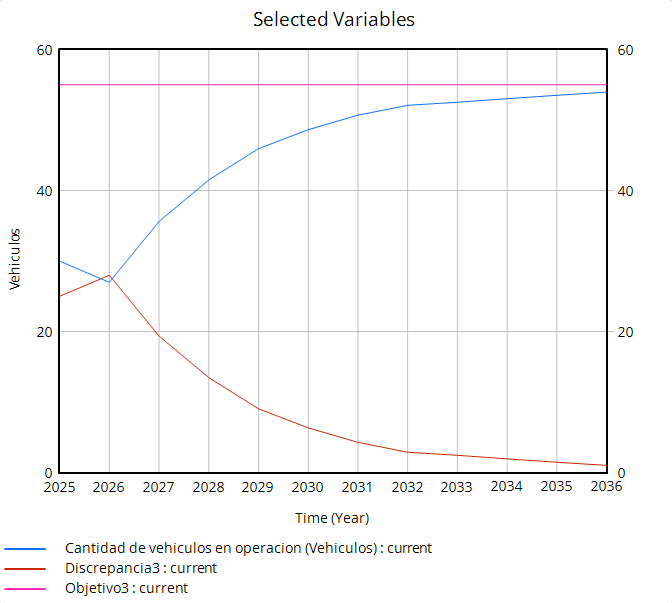 Selected Variables
60 60
40 40
Vehiculos
20 20
0 0
2025 2026 2027 2028 2029 2030 2031 2032 2033 2034 2035 2036
Time (Year)
Cantidad de vehiculos en operacion (Vehiculos) : current
Discrepancia3 : current
Objetivo3 : current